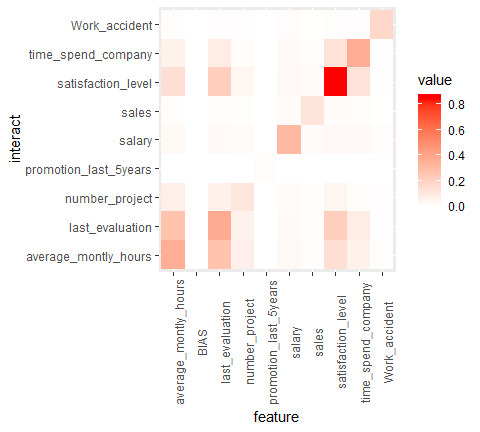 Work_accident
time_spend_company
satisfaction_level
sales
salary
promotion_last_5years
number_project
last_evaluation
average_montly_hours
interact
average_montly_hours
BIAS
last_evaluation
number_project
promotion_last_5years
salary
sales
satisfaction_level
time_spend_company
Work_accident
feature
value
0.8
0.6
0.4
0.2
0.0